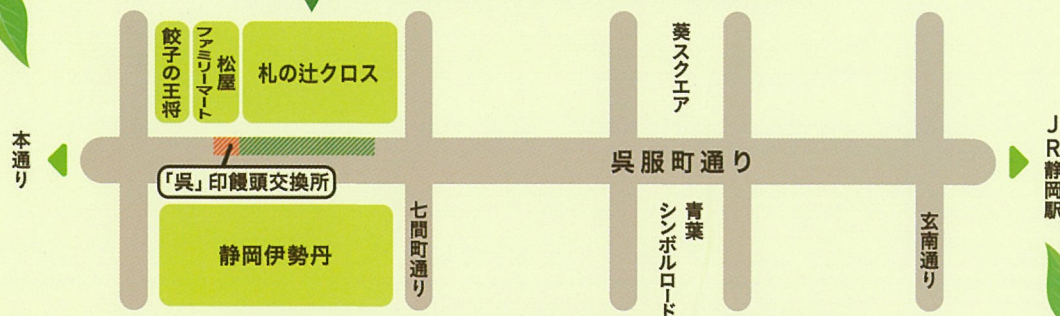 本通り
餃子の王将
ファミリーマート
松屋
札の辻クロス
「呉」印饅頭交換所
静岡伊勢丹
七間町通り
葵スクエア
呉服町通り
青葉
シンボルロード
玄南通り
JR静岡駅